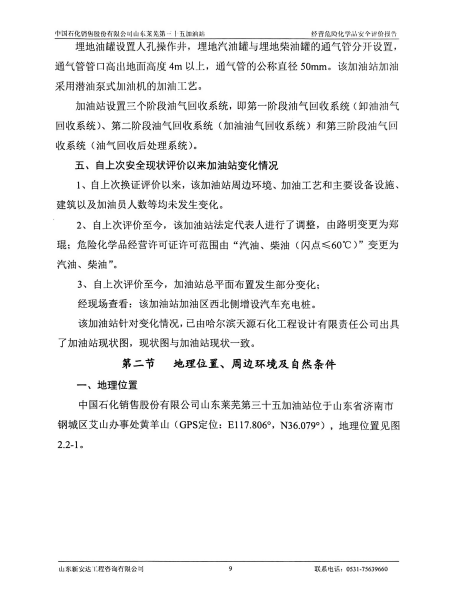 中国石化销售股份有限公司山东莱芜第三十五加油站 经营危险化学品安全评价报告
埋地油罐设置人孔操作井，埋地汽油罐与埋地柴油罐的通气管分开设置，
通气管管口高出地面高度 4m 以上，通气管的公称直径 50mm。该加油站加油
采用潜油泵式加油机的加油工艺。
加油站设置三个阶段油气回收系统，即第一阶段油气回收系统（卸油油气
回收系统）、第二阶段油气回收系统（加油油气回收系统）和第三阶段油气回
收系统（油气回收后处理系统）。
五、自上次安全现状评价以来加油站变化情况
1、自上次换证评价以来，该加油站周边环境、加油工艺和主要设备设施、
建筑以及加油员人数等均未发生变化。
2、自上次评价至今，该加油站法定代表人进行了调整，由路明变更为郑
琨；危险化学品经营许可证许可范围由“汽油、柴油（闪点≤60℃）”变更为
汽油、柴油”。
3、自上次评价至今，加油站总平面布置发生部分变化；
经现场查看：该加油站加油区西北侧增设汽车充电桩。
该加油站针对变化情况，已由哈尔滨天源石化工程设计有限责任公司出具
了加油站现状图，现状图与加油站现状一致。
第二节 地理位置、周边环境及自然条件
一、地理位置
中国石化销售股份有限公司山东莱芜第三十五加油站位于山东省济南市
钢城区艾山办事处黄羊山（GPS定位：E117.806°，N36.079°），地理位置见图
2.2-1。
山东新安达工程咨询有限公司 9 联系电话：0531-75639660